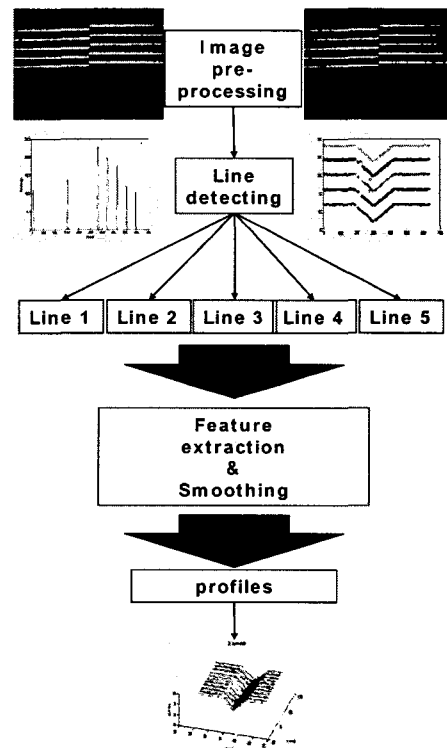 Image
pre-
processing
Line
detecting
Line 1 Line 2 Line 3 Line 4 Line 5
Feature
extraction
&
Smoothing
profiles